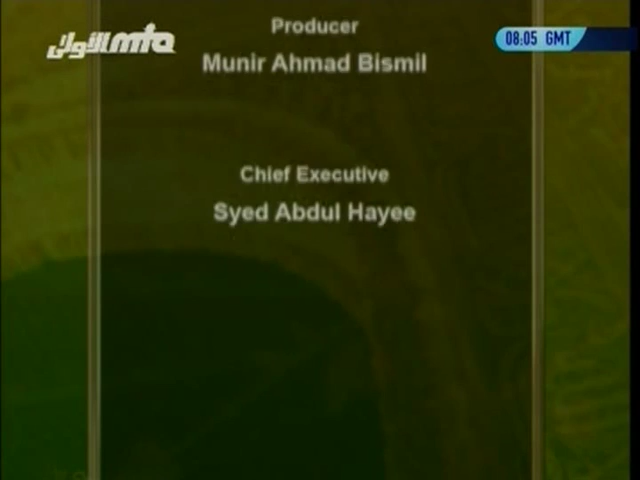 Producer
mta الأولى
08:05 GMT
Munir Ahmad Bismil
Chief Executive
Syed Abdul Hayee